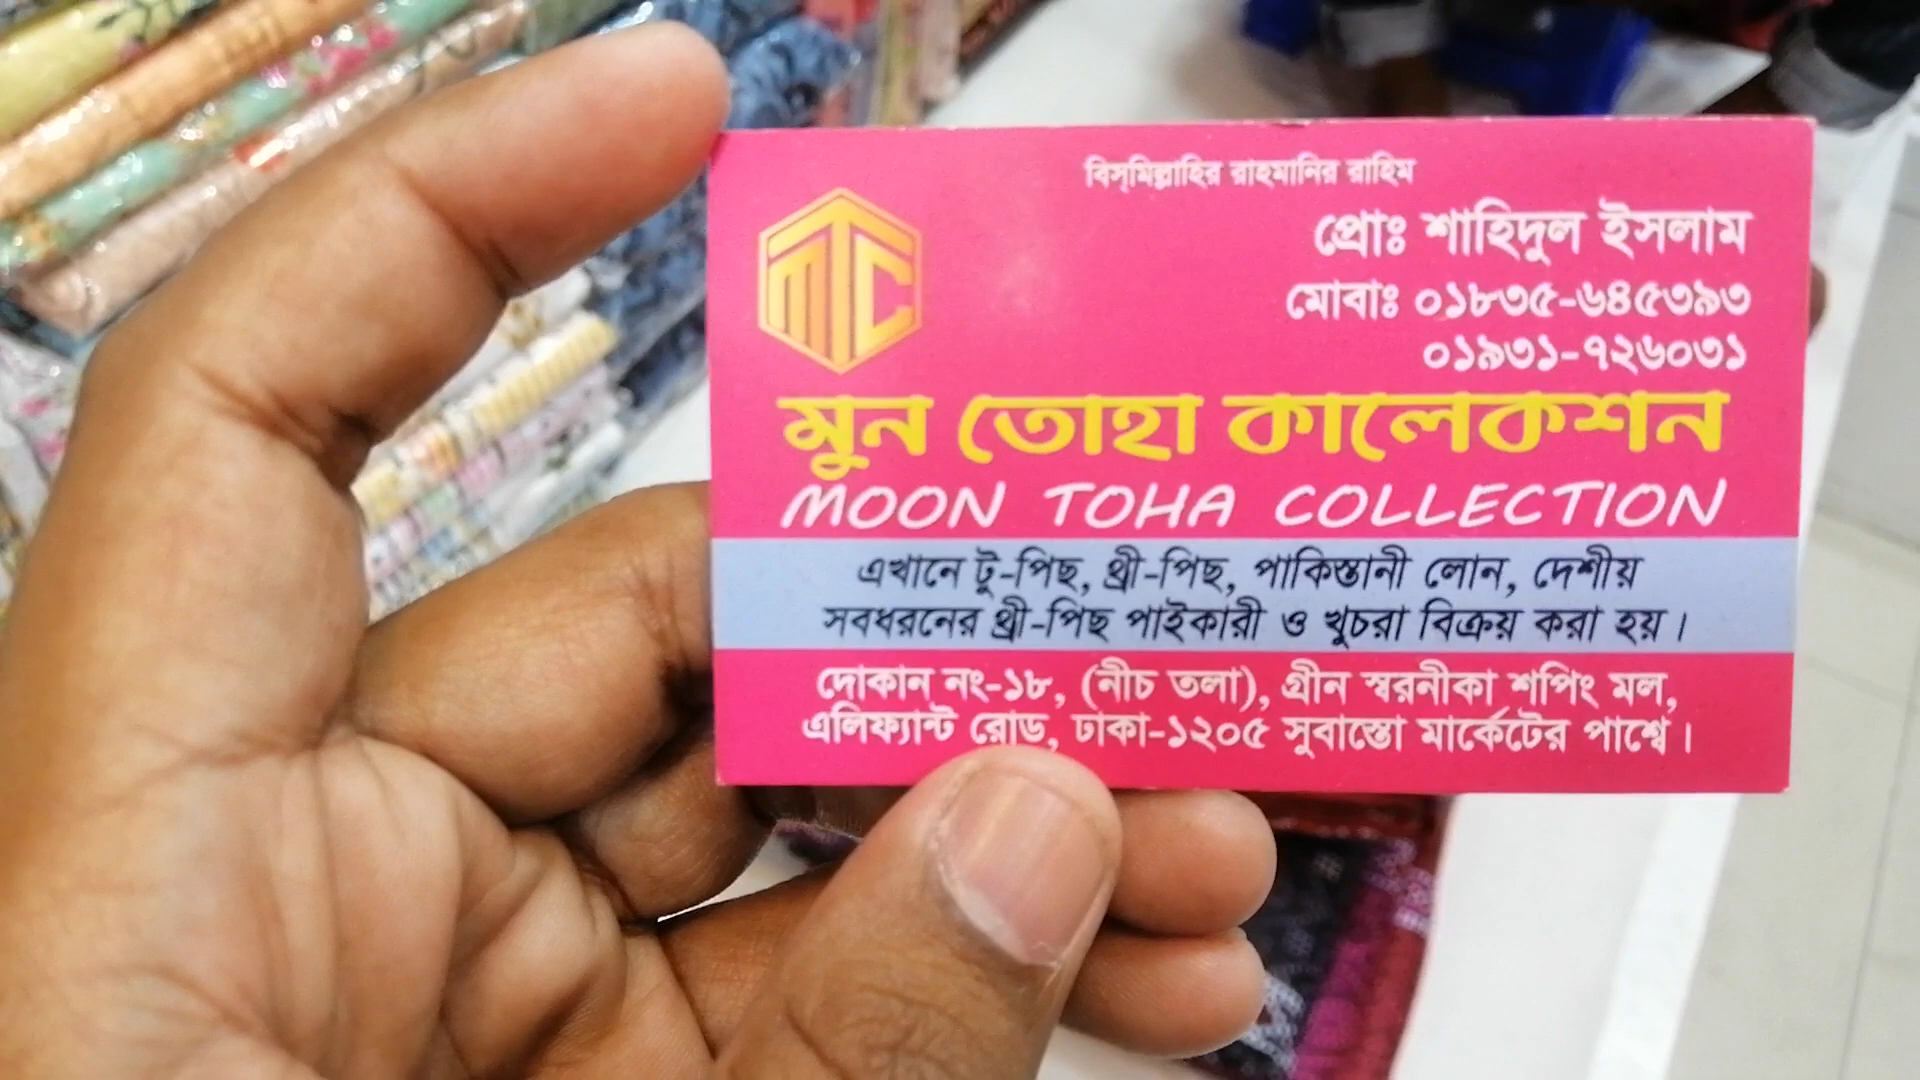 বিস্‌মিল্লাহির রাহমানির রাহিম
MTC
প্রোঃ শাহিদুল ইসলাম
মোবাঃ ০১৮৩৫-৬৪৫৩৯৩
০১৯৩১-৭২৬০৩১
মুন তোহা কালেকশন
MOON TOHA COLLECTION
এখানে টু-পিছ, থ্রী-পিছ, পাকিস্তানী লোন, দেশীয়
সবধরনের থ্রী-পিছ পাইকারী ও খুচরা বিক্রয় করা হয়।
দোকান নং-১৮, (নীচ তলা), গ্রীন স্বরনীকা শপিং মল,
এলিফ্যান্ট রোড, ঢাকা-১২০৫ সুবাস্তো মার্কেটের পার্শ্বে।